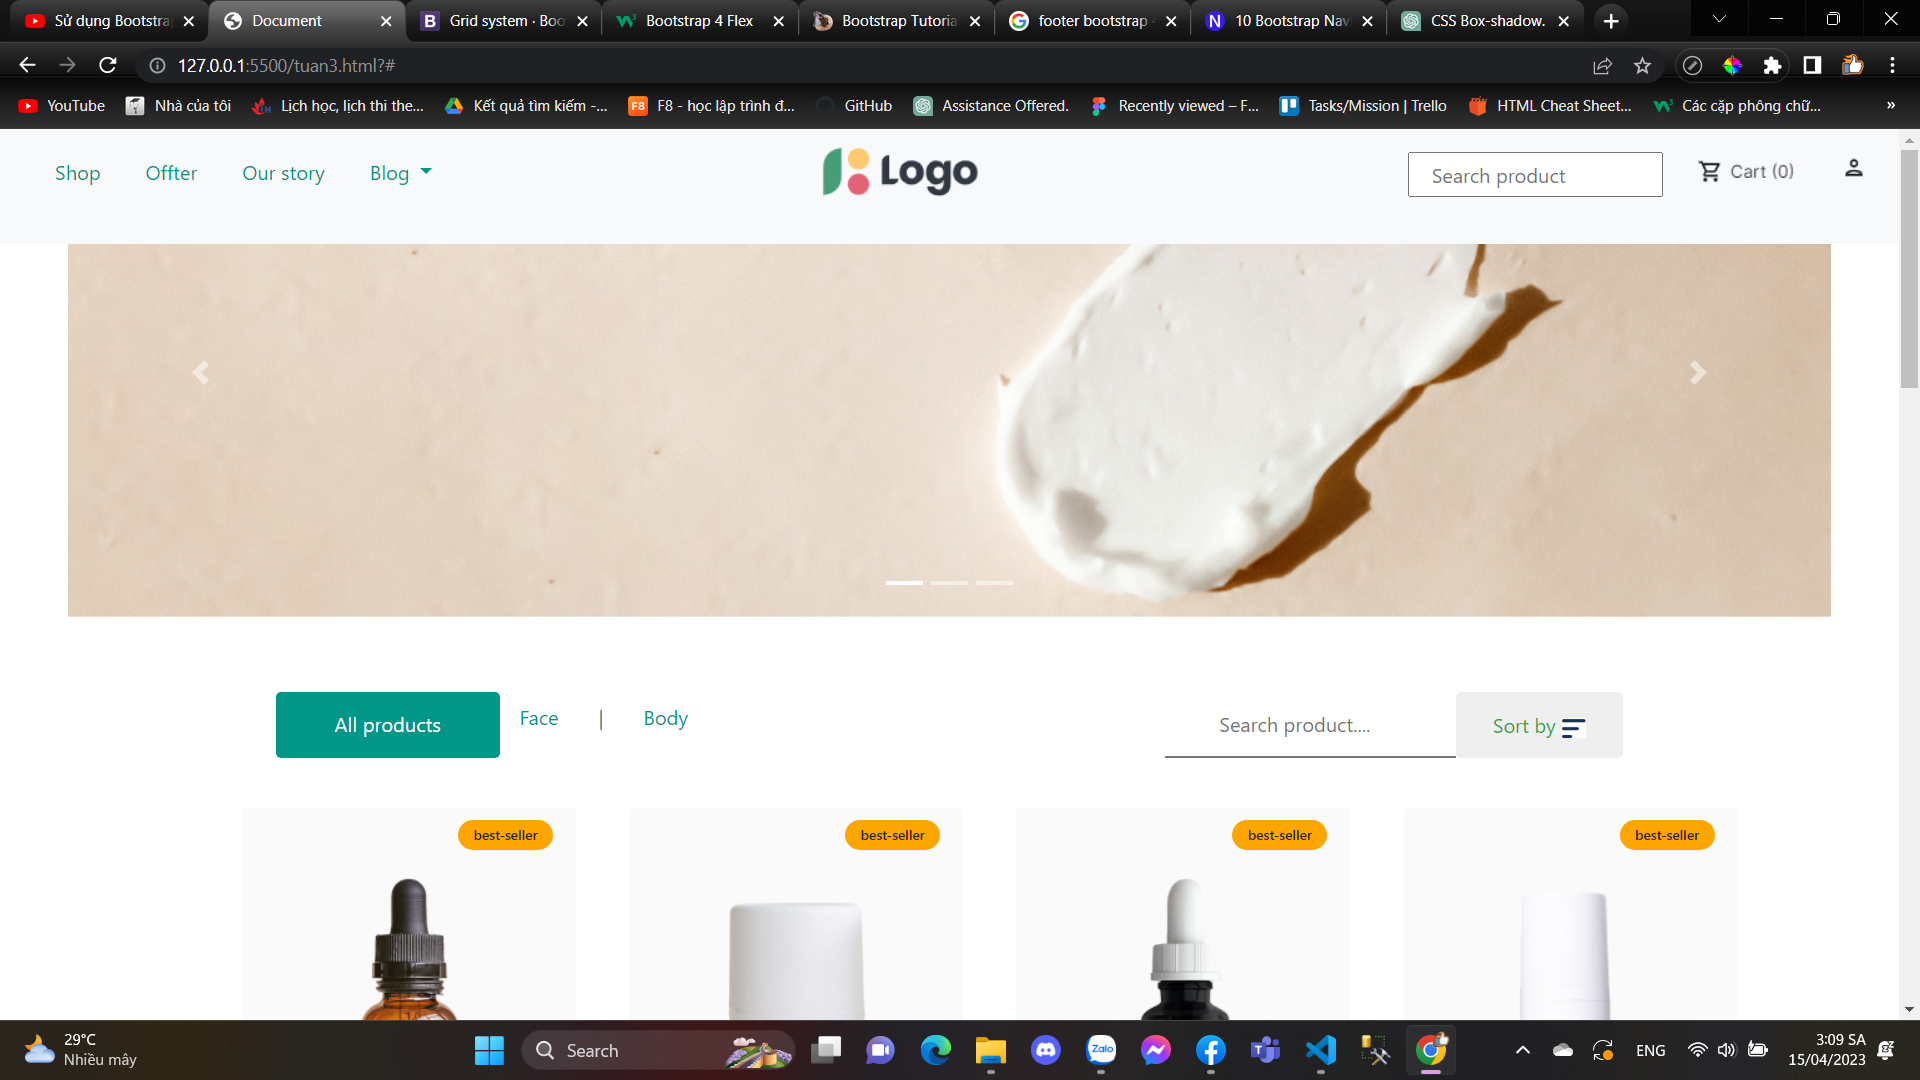 Sử dụng Bootstra
Document
Grid system · Boo
Bootstrap 4 Flex
Bootstrap Tutoria
footer bootstrap
10 Bootstrap Nav
CSS Box-shadow.
127.0.0.1:5500/tuan3.html?#
YouTube
Nhà của tôi
Lịch học, lịch thi the...
Kết quả tìm kiếm -...
F8 - học lập trình đ...
GitHub
Assistance Offered.
Recently viewed – F...
Tasks/Mission | Trello
HTML Cheat Sheet...
Các cặp phông chữ...
»
Shop
Offter
Our story
Blog
Logo
Search product
Cart (0)
All products
Face
|
Body
Search product....
Sort by
best-seller
best-seller
best-seller
best-seller
29°C
Nhiều mây
Search
Zalo
ENG
3:09 SA
15/04/2023